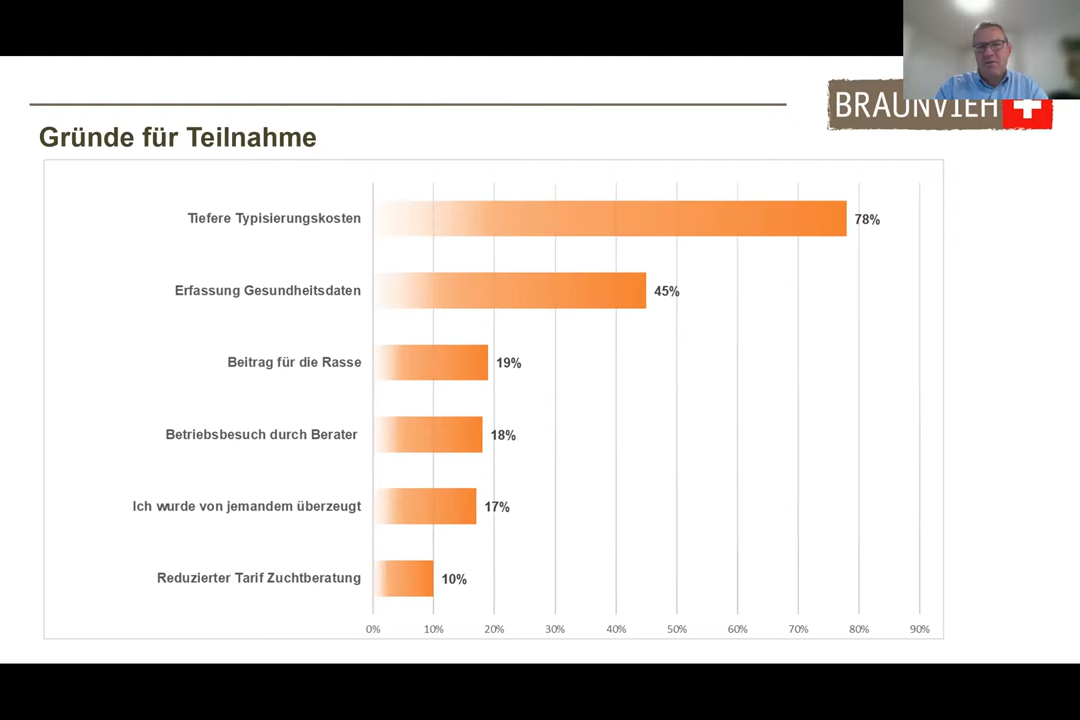 BRAUNVIEH
Gründe für Teilnahme
Tiefere Typisierungskosten 78%
Erfassung Gesundheitsdaten 45%
Beitrag für die Rasse 19%
Betriebsbesuch durch Berater 18%
Ich wurde von jemandem überzeugt 17%
Reduzierter Tarif Zuchtberatung 10%
0% 10% 20% 30% 40% 50% 60% 70% 80% 90%